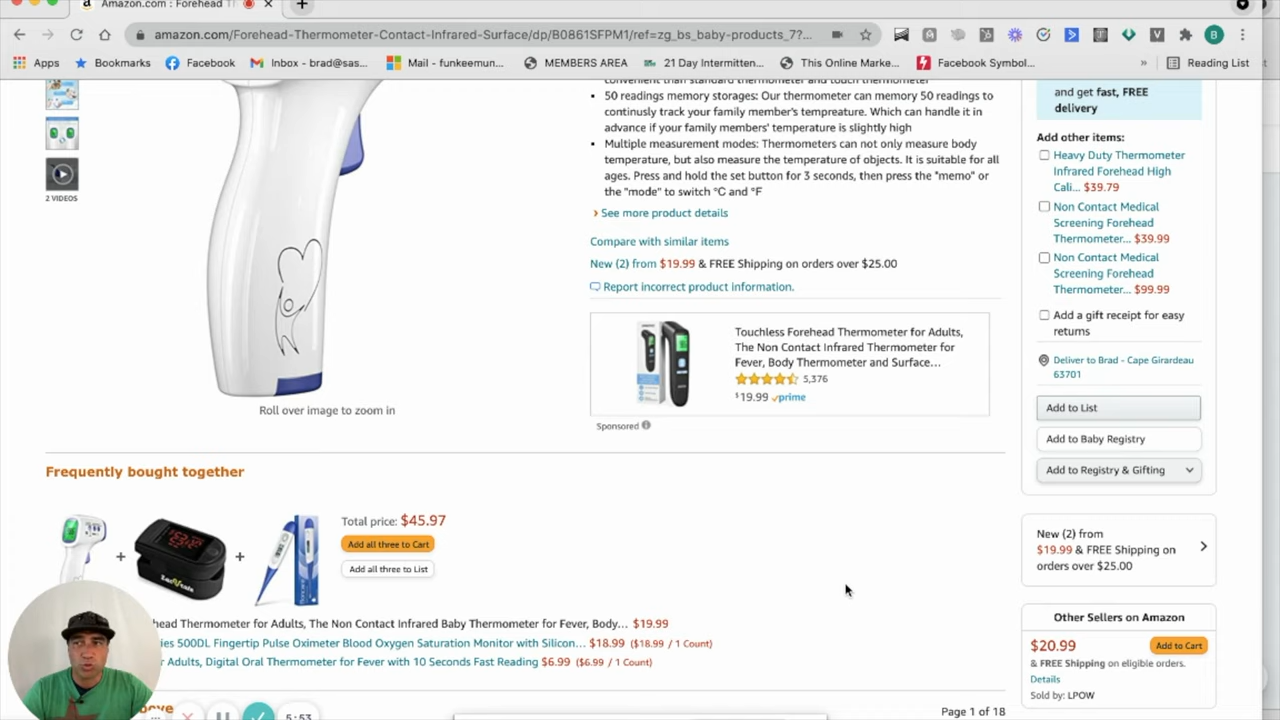 Amazon.com : Forehead T
amazon.com/Forehead-Thermometer-Contact-Infrared-Surface/dp/B0861SFPM1/ref=zg_bs_baby-products_7?...
B
Apps
Bookmarks
Facebook
Inbox - brad@sas...
Mail - funkeemun...
MEMBERS AREA
21 Day Intermitten...
This Online Marke...
Facebook Symbol...
»
Reading List
2 VIDEOS
Roll over image to zoom in
convenient than standard thermometer and touch thermometer
• 50 readings memory storages: Our thermometer can memory 50 readings to
continusly track your family member's tempreature. Which can handle it in
advance if your family members' temperature is slightly high
• Multiple measurement modes: Thermometers can not only measure body
temperature, but also measure the temperature of objects. It is suitable for all
ages. Press and hold the set button for 3 seconds, then press the "memo" or
the "mode" to switch °C and °F
› See more product details
Compare with similar items
New (2) from $19.99 & FREE Shipping on orders over $25.00
Report incorrect product information.
Touchless Forehead Thermometer for Adults,
The Non Contact Infrared Thermometer for
Fever, Body Thermometer and Surface...
5,376
$19.99 prime
Sponsored
and get fast, FREE
delivery
Add other items:
Heavy Duty Thermometer
Infrared Forehead High
Cali... $39.79
Non Contact Medical
Screening Forehead
Thermometer... $39.99
Non Contact Medical
Screening Forehead
Thermometer... $99.99
Add a gift receipt for easy
returns
Deliver to Brad - Cape Girardeau
63701
Add to List
Add to Baby Registry
Add to Registry & Gifting
New (2) from
$19.99 & FREE Shipping on
orders over $25.00
Other Sellers on Amazon
$20.99
Add to Cart
& FREE Shipping on eligible orders.
Details
Sold by: LPOW
Frequently bought together
+
+
Total price: $45.97
Add all three to Cart
Add all three to List
head Thermometer for Adults, The Non Contact Infrared Baby Thermometer for Fever, Body... $19.99
ies 500DL Fingertip Pulse Oximeter Blood Oxygen Saturation Monitor with Silicon... $18.99 ($18.99 / 1 Count)
r Adults, Digital Oral Thermometer for Fever with 10 Seconds Fast Reading $6.99 ($6.99 / 1 Count)
Page 1 of 18
5:53